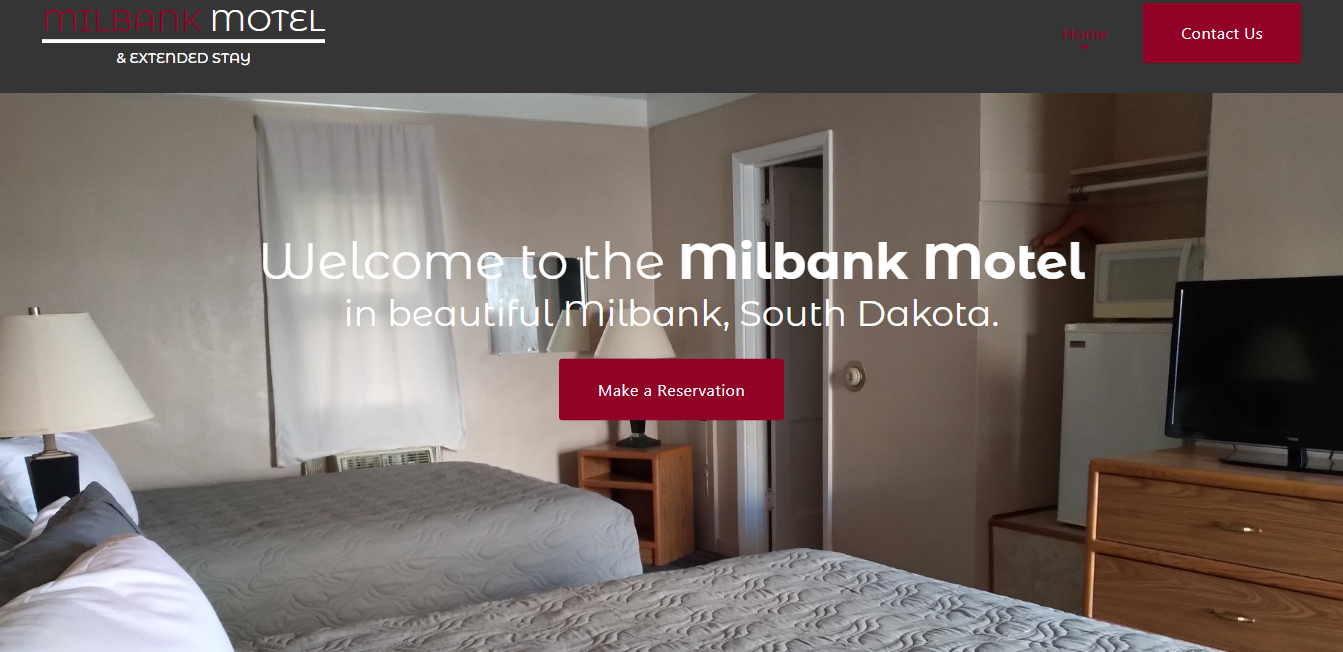 MILBANK MOTEL
& EXTENDED STAY
Home
Contact Us
Welcome to the Milbank Motel
in beautiful Milbank, South Dakota.
Make a Reservation